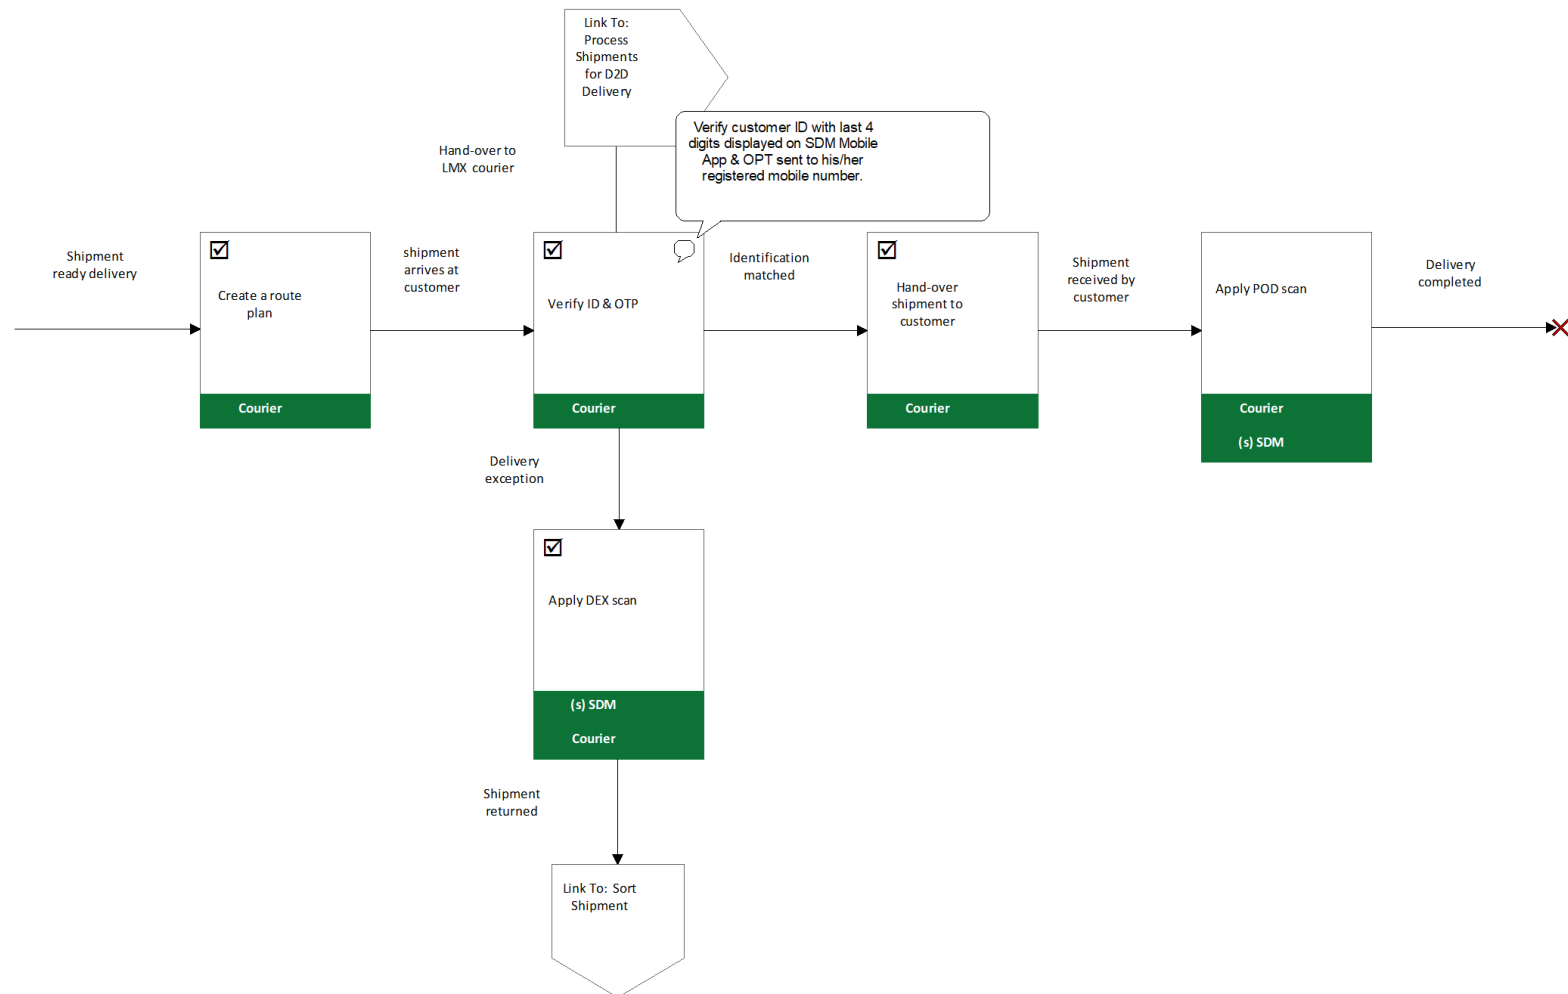 Link To:
Process
Shipments
for D2D
Delivery
Verify customer ID with last 4
digits displayed on SDM Mobile
App & OPT sent to his/her
registered mobile number.
Hand-over to
LMX courier
Shipment
ready delivery
Create a route
plan
Courier
shipment
arrives at
customer
Verify ID & OTP
Courier
Identification
matched
Hand-over
shipment to
customer
Courier
Shipment
received by
customer
Apply POD scan
Courier
(s) SDM
Delivery
completed
Delivery
exception
Apply DEX scan
(s) SDM
Courier
Shipment
returned
Link To: Sort
Shipment